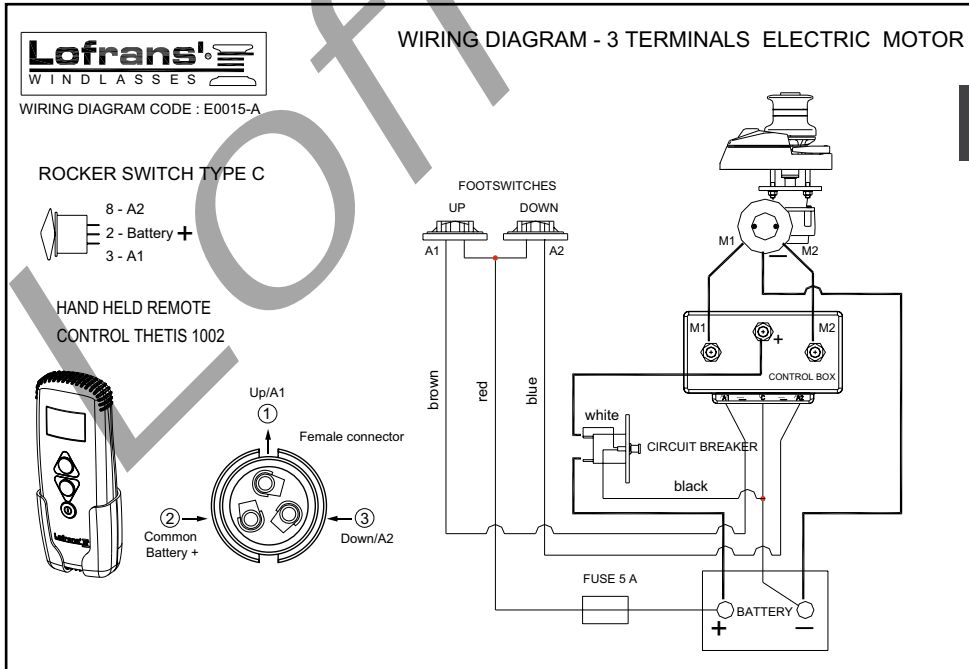 WIRING DIAGRAM - 3 TERMINALS ELECTRIC MOTOR
Lofrans'®
WINDLASSES
WIRING DIAGRAM CODE : E0015-A
ROCKER SWITCH TYPE C
8 - A2
2 - Battery +
3 - A1
HAND HELD REMOTE
CONTROL THETIS 1002
Up/A1
1
Female connector
2
Common
Battery +
3
Down/A2
Lofrans'
FOOTSWITCHES
UP
DOWN
A1
A2
brown
red
blue
M1
M2
—
M1
+
M2
CONTROL BOX
A1 – C – A2
white
CIRCUIT BREAKER
black
FUSE 5 A
BATTERY
+
—
Lofr